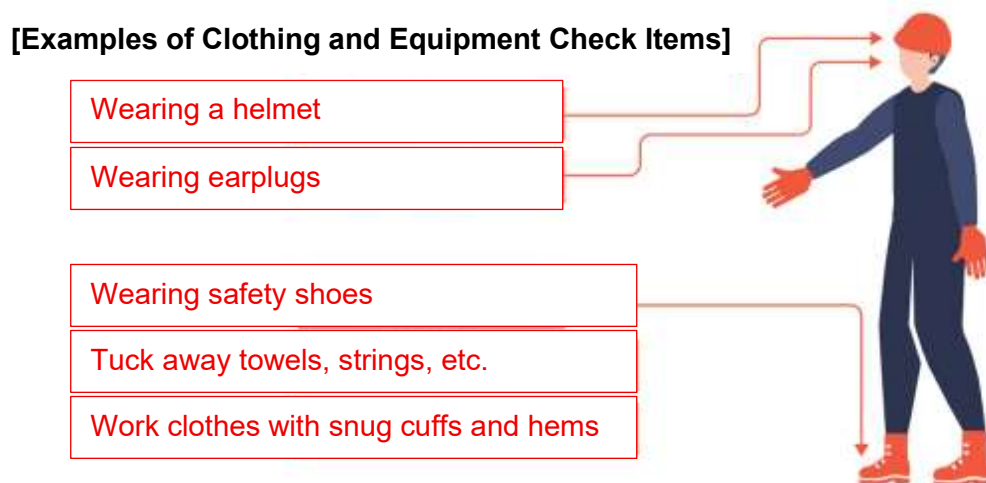 [Examples of Clothing and Equipment Check Items]
Wearing a helmet
Wearing earplugs
Wearing safety shoes
Tuck away towels, strings, etc.
Work clothes with snug cuffs and hems